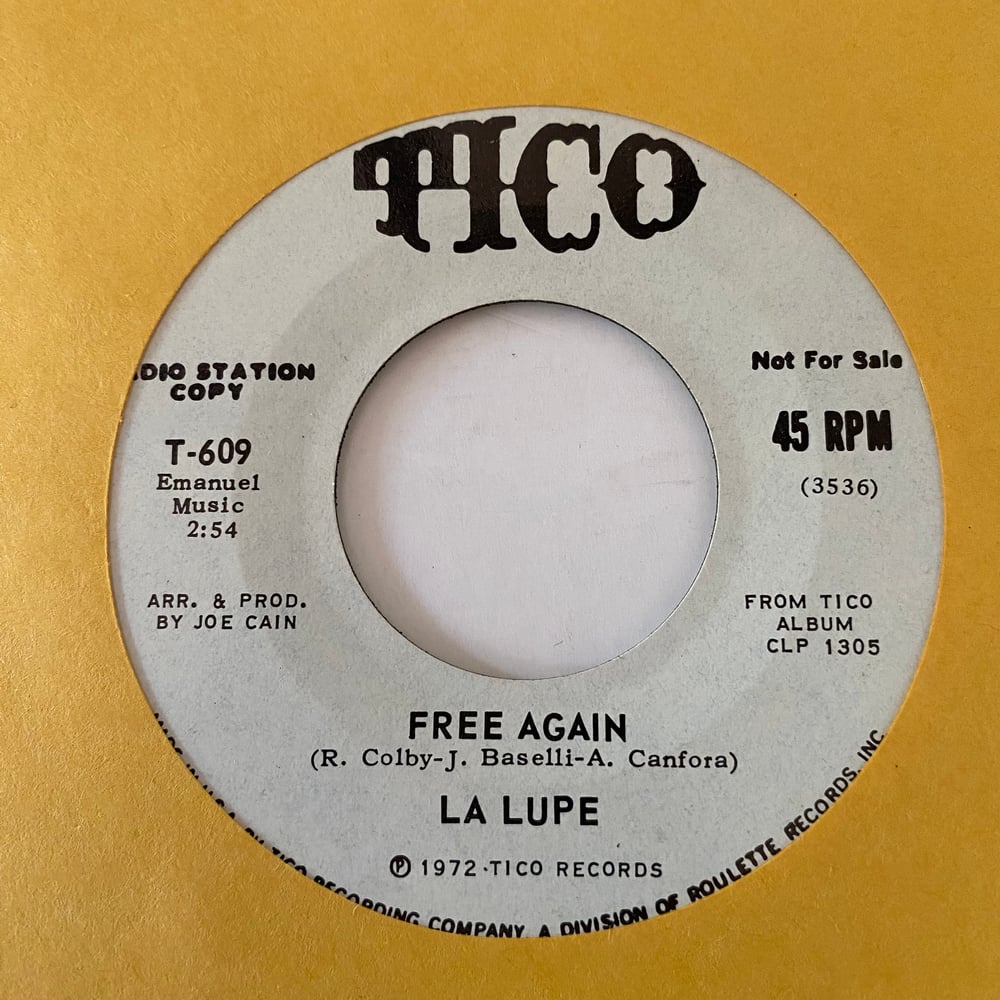 TICO
DIO STATION
COPY
T-609
Emanuel
Music
2:54
ARR. & PROD.
BY JOE CAIN
Not For Sale
45 RPM
(3536)
FROM TICO
ALBUM
CLP 1305
FREE AGAIN
(R. Colby-J. Baselli-A. Canfora)
LA LUPE
Ⓟ 1972·TICO RECORDS
TICO RECORDING COMPANY, A DIVISION OF ROULETTE RECORDS, INC.